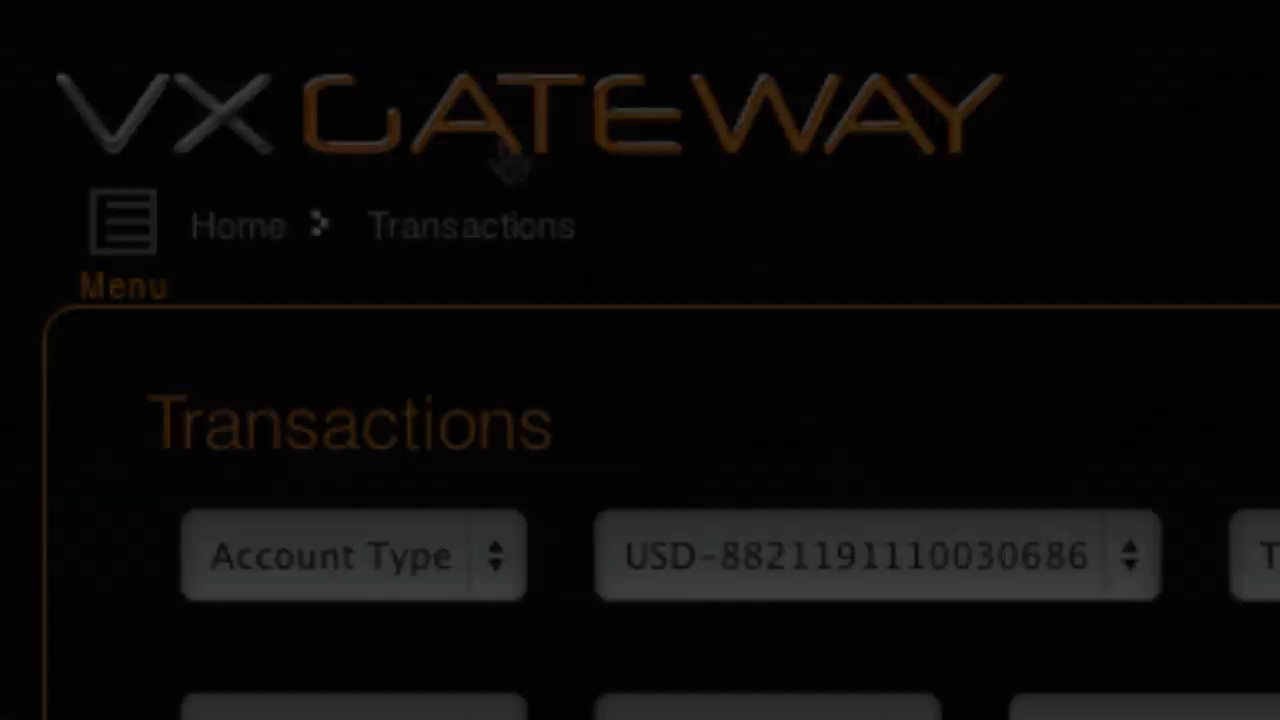 VX GATEWAY
Home > Transactions
Menu
Transactions
Account Type USD-8821191110030686 T